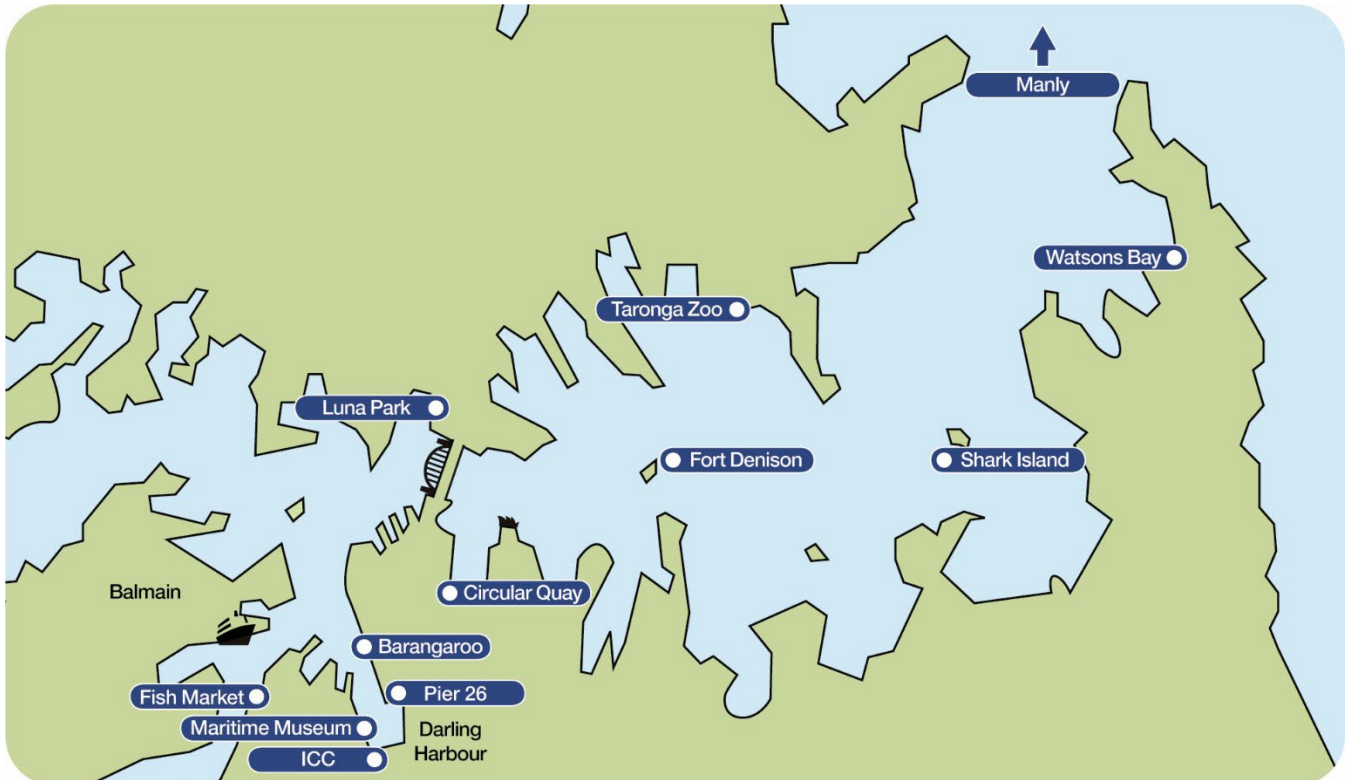 Manly
Watsons Bay
Taronga Zoo
Luna Park
Fort Denison
Shark Island
Balmain
Circular Quay
Barangaroo
Fish Market
Pier 26
Maritime Museum
Darling
Harbour
ICC